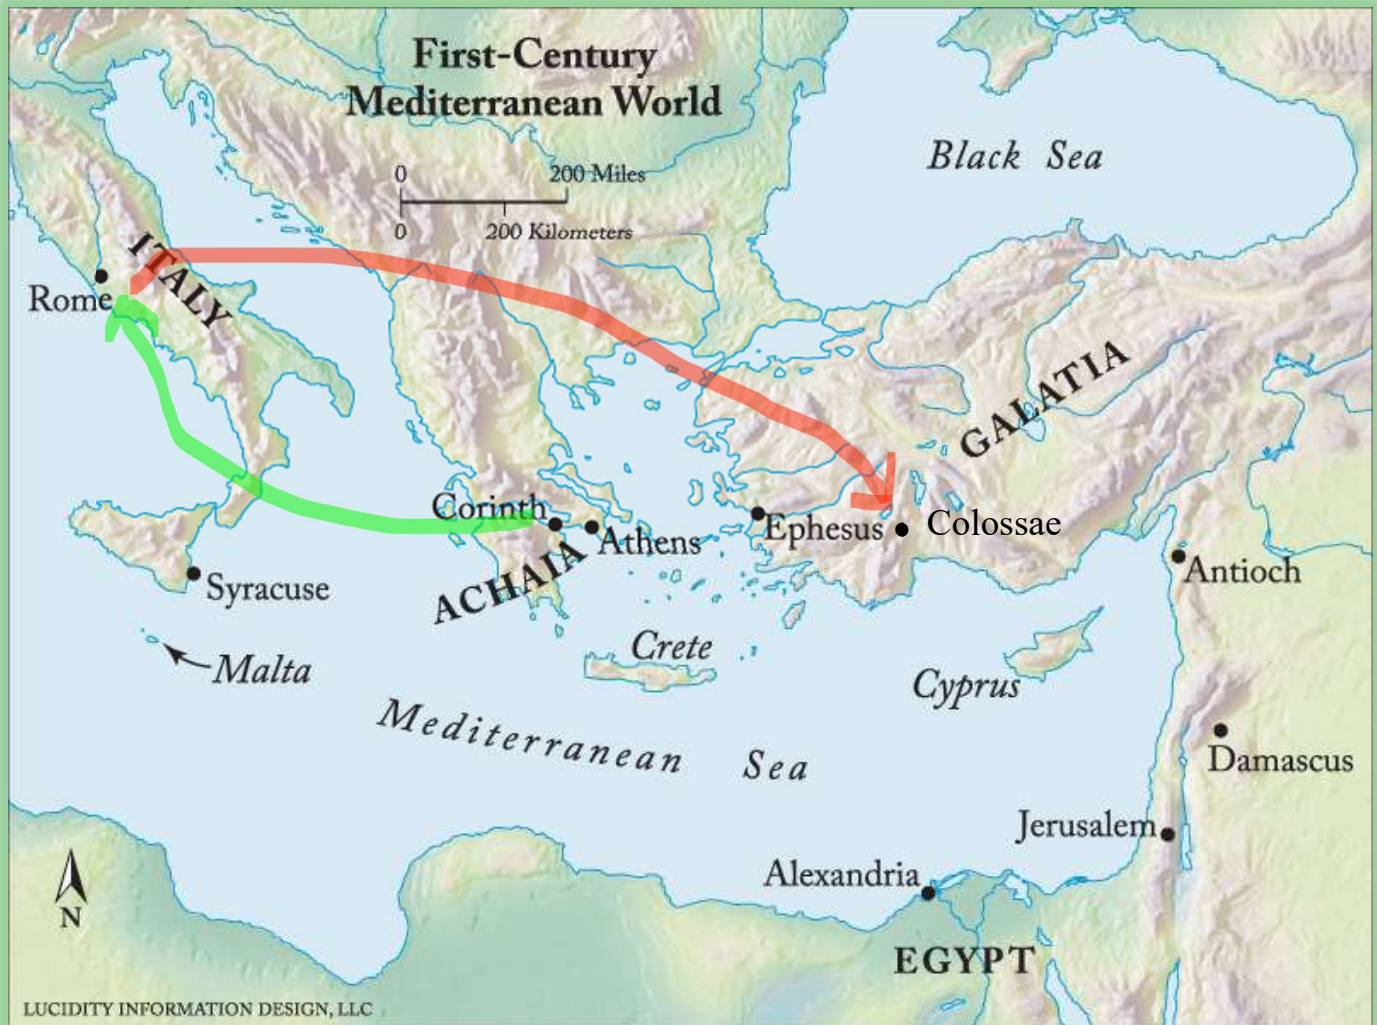 First-Century
Mediterranean World
0 200 Miles
0 200 Kilometers
Black Sea
ITALY
Rome
GALATIA
Corinth
Athens
Ephesus
Colossae
ACHAIA
Antioch
Syracuse
Malta
Crete
Cyprus
Mediterranean Sea
Damascus
Jerusalem
Alexandria
N
EGYPT
LUCIDITY INFORMATION DESIGN, LLC